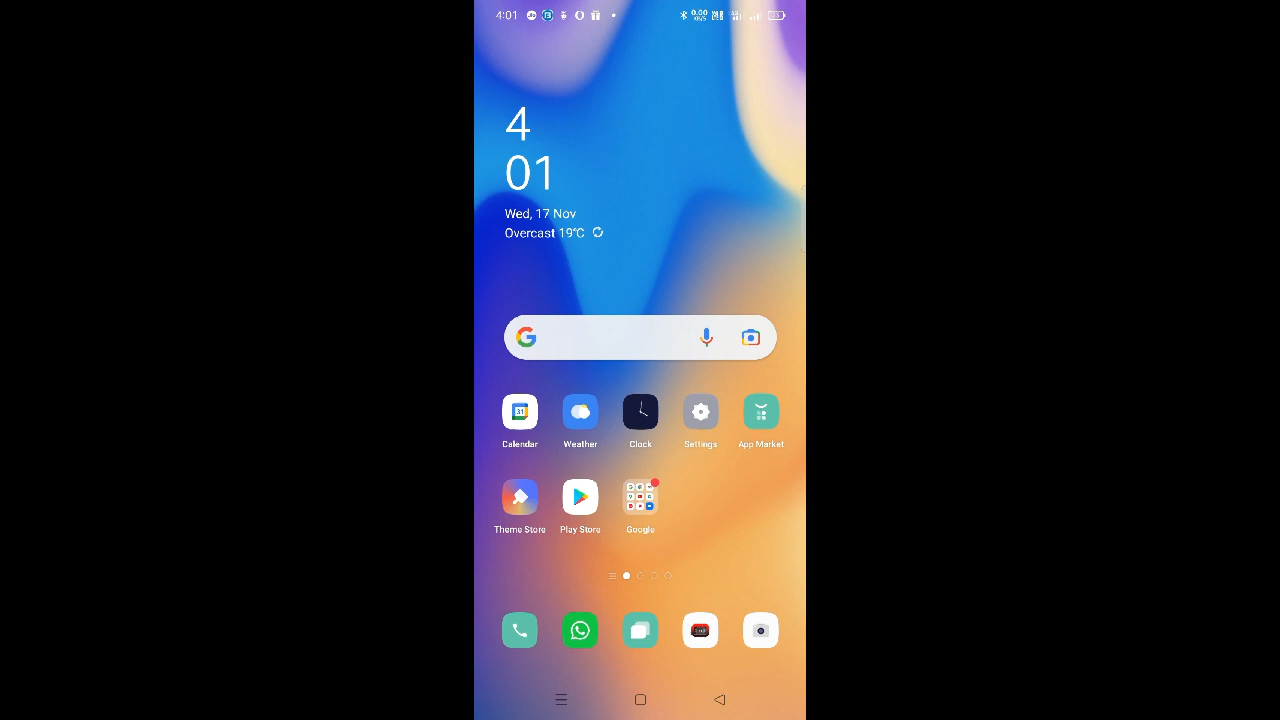 4:01
4
01
Wed, 17 Nov
Overcast 19°C
Calendar Weather Clock Settings App Market
Theme Store Play Store Google